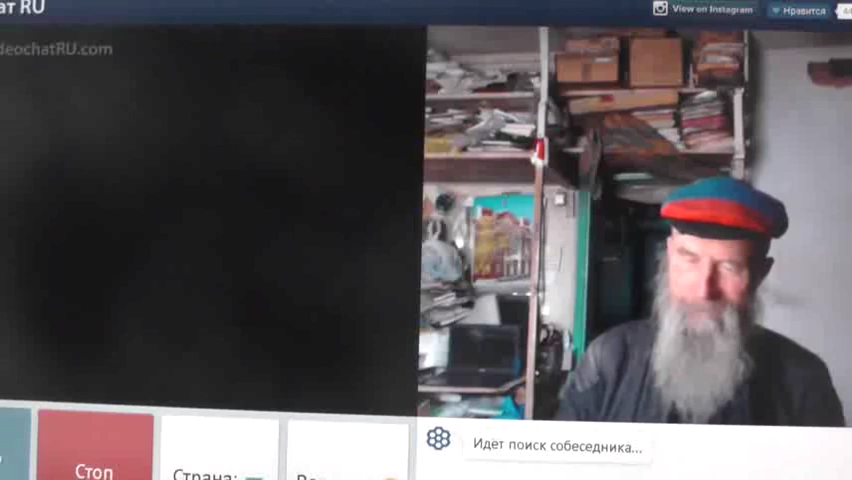 ат RU
View on Instagram
Нравится
deochatRU.com
Идет поиск собеседника...
Стоп
Страна: